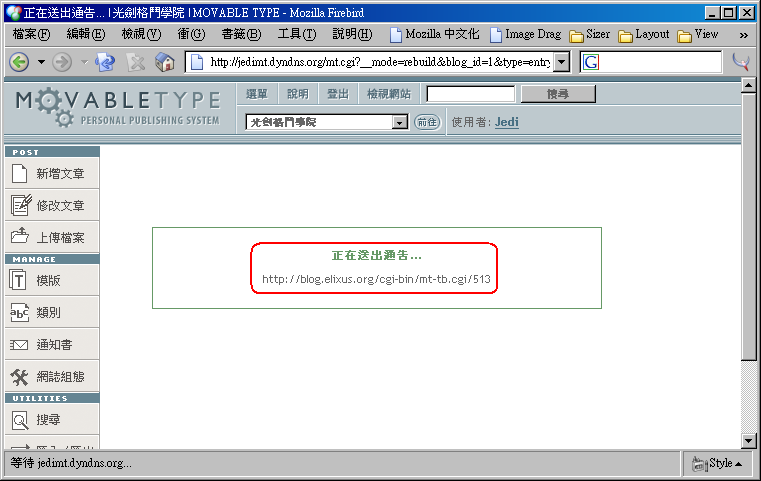 正在送出通告... | 光劍格鬥學院 | MOVABLE TYPE - Mozilla Firebird
檔案(F) 編輯(E) 檢視(V) 衝(G) 書籤(B) 工具(T) 說明(H) Mozilla 中文化 Image Drag Sizer Layout View »
http://jedimt.dyndns.org/mt.cgi?__mode=rebuild&blog_id=1&type=entry G
MOVABLETYPE
PERSONAL PUBLISHING SYSTEM
選單 說明 登出 檢視網站 搜尋
光劍格鬥學院 前往 使用者: Jedi
POST
新增文章
修改文章
上傳檔案
MANAGE
T 模版
abc 類別
通知書
網誌組態
UTILITIES
搜尋
正在送出通告...
http://blog.elixus.org/cgi-bin/mt-tb.cgi/513
等待 jedimt.dyndns.org...
Style